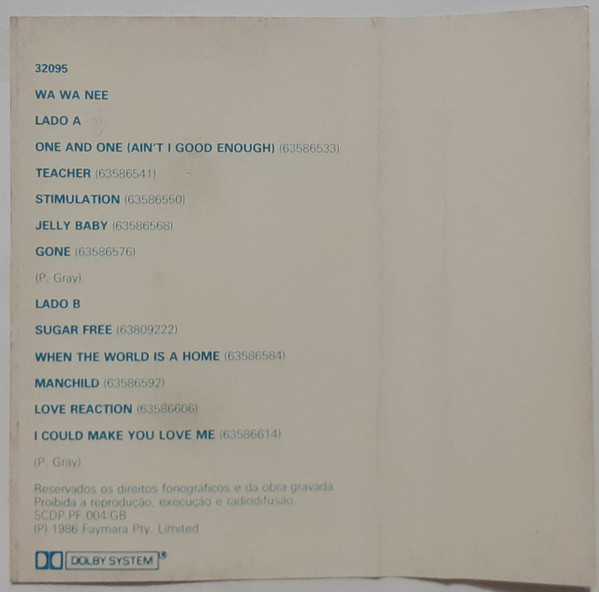 32095
WA WA NEE
LADO A
ONE AND ONE (AIN'T I GOOD ENOUGH) (63586533)
TEACHER (63586541)
STIMULATION (63586550)
JELLY BABY (63586568)
GONE (63586576)
(P. Gray)
LADO B
SUGAR FREE (63809222)
WHEN THE WORLD IS A HOME (63586584)
MANCHILD (63586592)
LOVE REACTION (63586606)
I COULD MAKE YOU LOVE ME (63586614)
(P. Gray)
Reservados os direitos fonográficos e da obra gravada.
Proibida a reprodução, execução e radiodifusão.
SCDP.PF.004/GB
(P) 1986 Faymara Pty. Limited
DOLBY SYSTEM ®